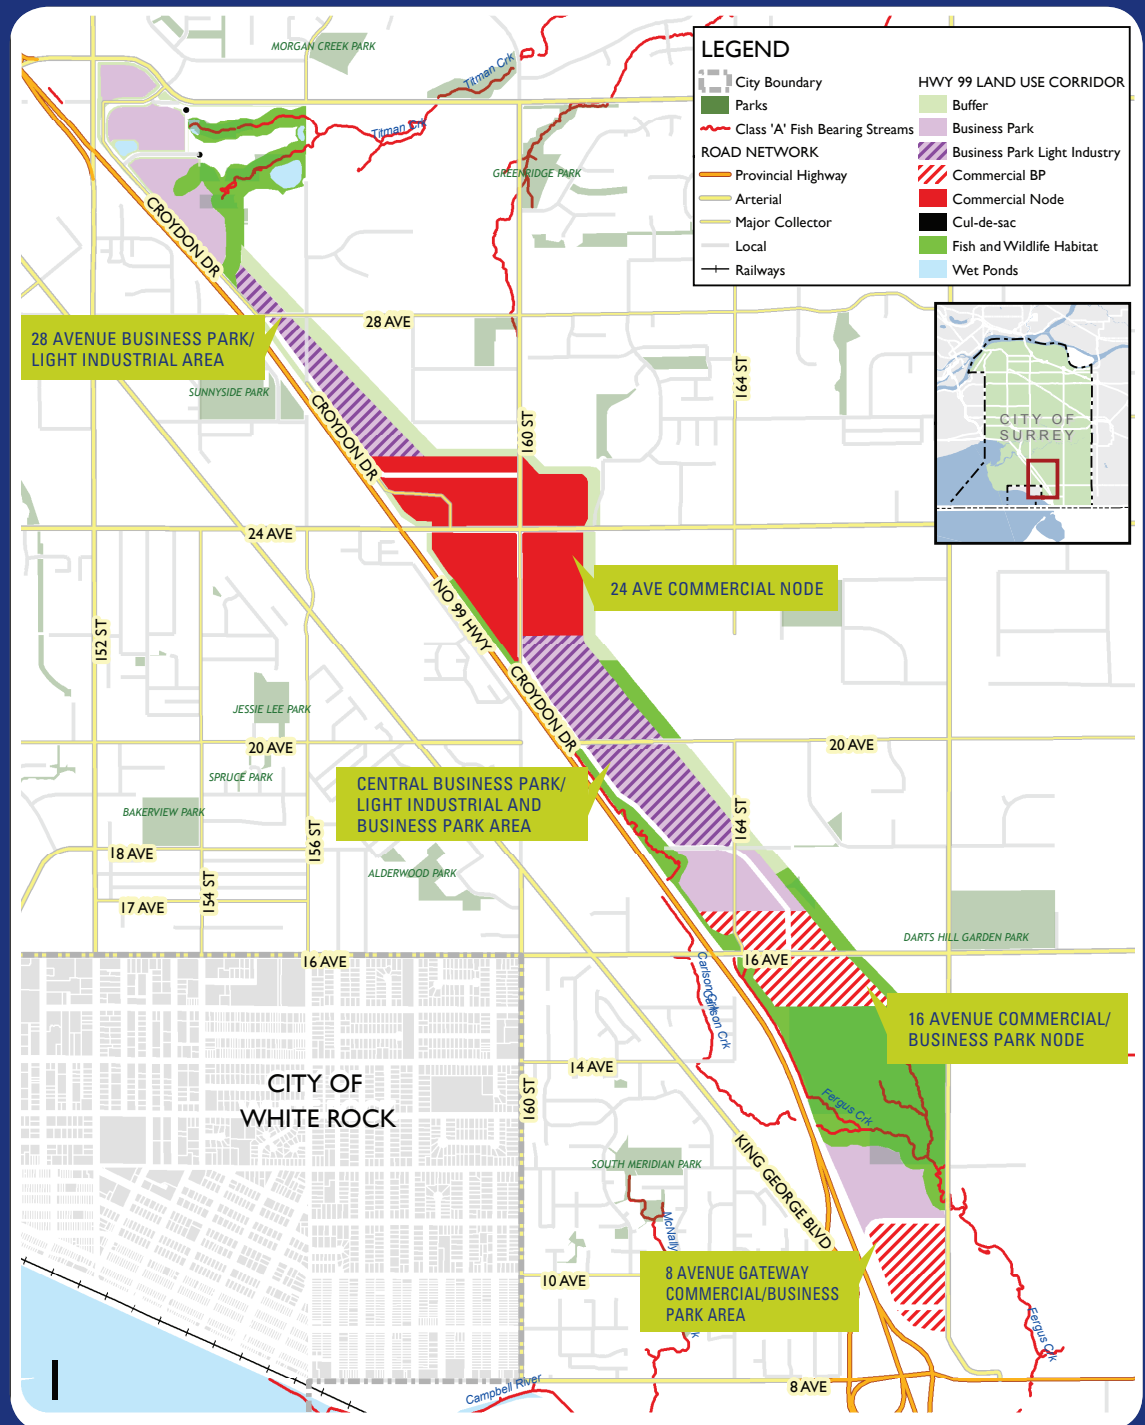 MORGAN CREEK PARK
Titman Crk
Titman Crk
GREENRIDGE PARK
LEGEND
City Boundary
Parks
Class 'A' Fish Bearing Streams
ROAD NETWORK
Provincial Highway
Arterial
Major Collector
Local
Railways
HWY 99 LAND USE CORRIDOR
Buffer
Business Park
Business Park Light Industry
Commercial BP
Commercial Node
Cul-de-sac
Fish and Wildlife Habitat
Wet Ponds
CROYDON DR
28 AVE
28 AVENUE BUSINESS PARK/
LIGHT INDUSTRIAL AREA
SUNNYSIDE PARK
CROYDON DR
160 ST
164 ST
CITY OF
SURREY
24 AVE
24 AVE COMMERCIAL NODE
NO 99 HWY
152 ST
CROYDON DR
JESSIE LEE PARK
20 AVE
20 AVE
SPRUCE PARK
CENTRAL BUSINESS PARK/
LIGHT INDUSTRIAL AND
BUSINESS PARK AREA
BAKERVIEW PARK
156 ST
164 ST
18 AVE
ALDERWOOD PARK
154 ST
17 AVE
DARTS HILL GARDEN PARK
16 AVE
16 AVE
Carlson Crk
Carlson Crk
16 AVENUE COMMERCIAL/
BUSINESS PARK NODE
14 AVE
CITY OF
WHITE ROCK
160 ST
Fergus Crk
KING GEORGE BLVD
SOUTH MERIDIAN PARK
McNally
10 AVE
8 AVENUE GATEWAY
COMMERCIAL/BUSINESS
PARK AREA
k
Fergus Crk
8 AVE
Campbell River